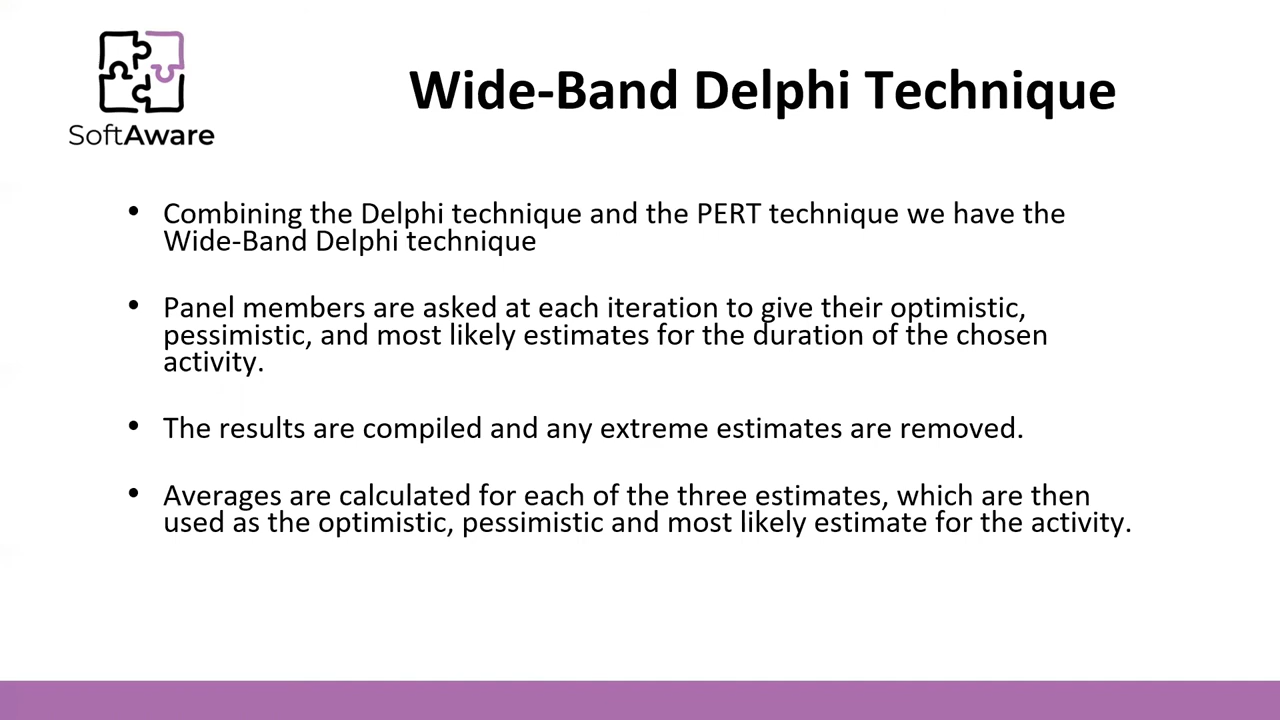 SoftAware
Wide-Band Delphi Technique
• Combining the Delphi technique and the PERT technique we have the
Wide-Band Delphi technique
• Panel members are asked at each iteration to give their optimistic,
pessimistic, and most likely estimates for the duration of the chosen
activity.
• The results are compiled and any extreme estimates are removed.
• Averages are calculated for each of the three estimates, which are then
used as the optimistic, pessimistic and most likely estimate for the activity.